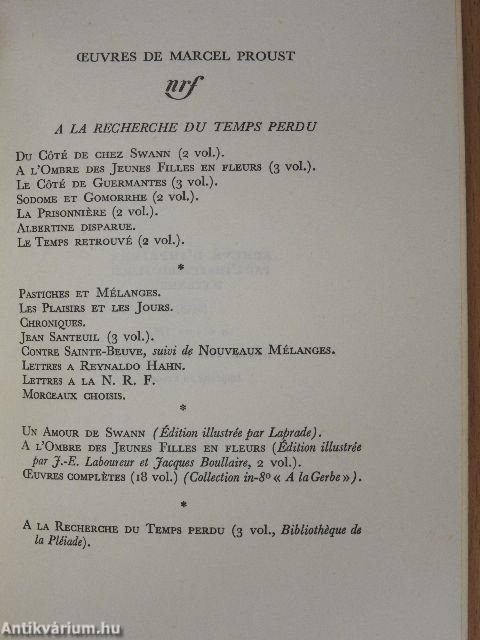 ŒUVRES DE MARCEL PROUST
nrf
A LA RECHERCHE DU TEMPS PERDU
Du Côté de chez Swann (2 vol.).
A l'Ombre des Jeunes Filles en fleurs (3 vol.).
Le Côté de Guermantes (3 vol.).
Sodome et Gomorrhe (2 vol.).
La Prisonnière (2 vol.).
Albertine disparue.
Le Temps retrouvé (2 vol.).
*
Pastiches et Mélanges.
Les Plaisirs et les Jours.
Chroniques.
Jean Santeuil (3 vol.).
Contre Sainte-Beuve, suivi de Nouveaux Mélanges.
Lettres a Reynaldo Hahn.
Lettres a la N. R. F.
Morceaux choisis.
*
Un Amour de Swann (Édition illustrée par Laprade).
A l'Ombre des Jeunes Filles en fleurs (Édition illustrée
par J.-E. Laboureur et Jacques Boullaire, 2 vol.).
Œuvres complètes (18 vol.) (Collection in-8º « A la Gerbe »).
*
A la Recherche du Temps perdu (3 vol., Bibliothèque de
la Pléiade).
Antikvárium.hu